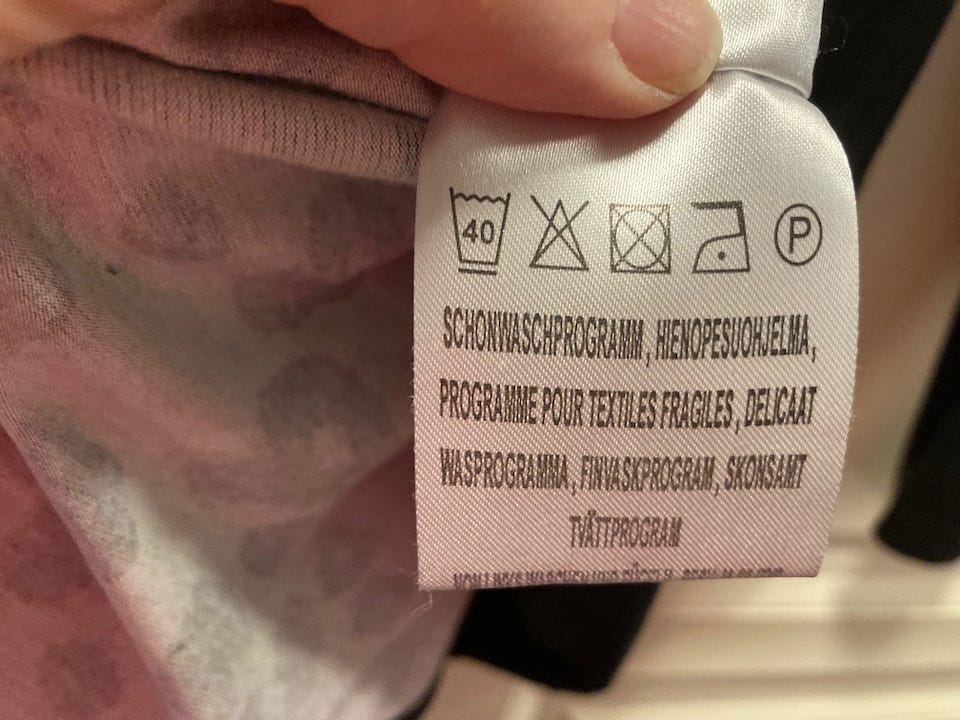 40 P
SCHONWASCHPROGRAMM, HIENOPESUOHJELMA,
PROGRAMME POUR TEXTILES FRAGILES, DELICAAT
WASPROGRAMMA, FINVASKPROGRAM, SKONSAMT
TVÄTTPROGRAM